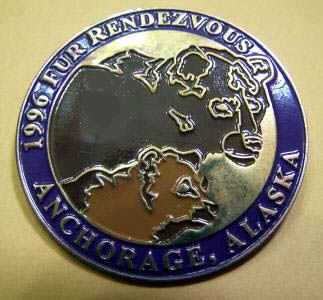 1996 FUR RENDEZVOUS
ANCHORAGE, ALASKA